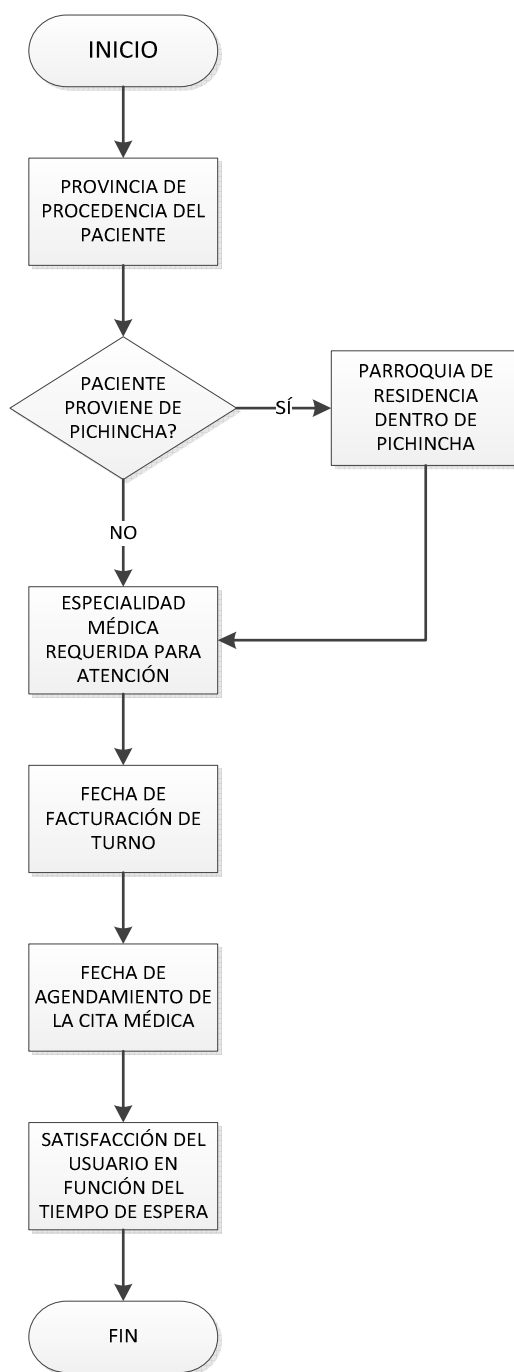 INICIO
PROVINCIA DE
PROCEDENCIA DEL
PACIENTE
PACIENTE
PROVIENE DE
PICHINCHA?
SÍ
PARROQUIA DE
RESIDENCIA
DENTRO DE
PICHINCHA
NO
ESPECIALIDAD
MÉDICA
REQUERIDA PARA
ATENCIÓN
FECHA DE
FACTURACIÓN DE
TURNO
FECHA DE
AGENDAMIENTO DE
LA CITA MÉDICA
SATISFACCIÓN DEL
USUARIO EN
FUNCIÓN DEL
TIEMPO DE ESPERA
FIN